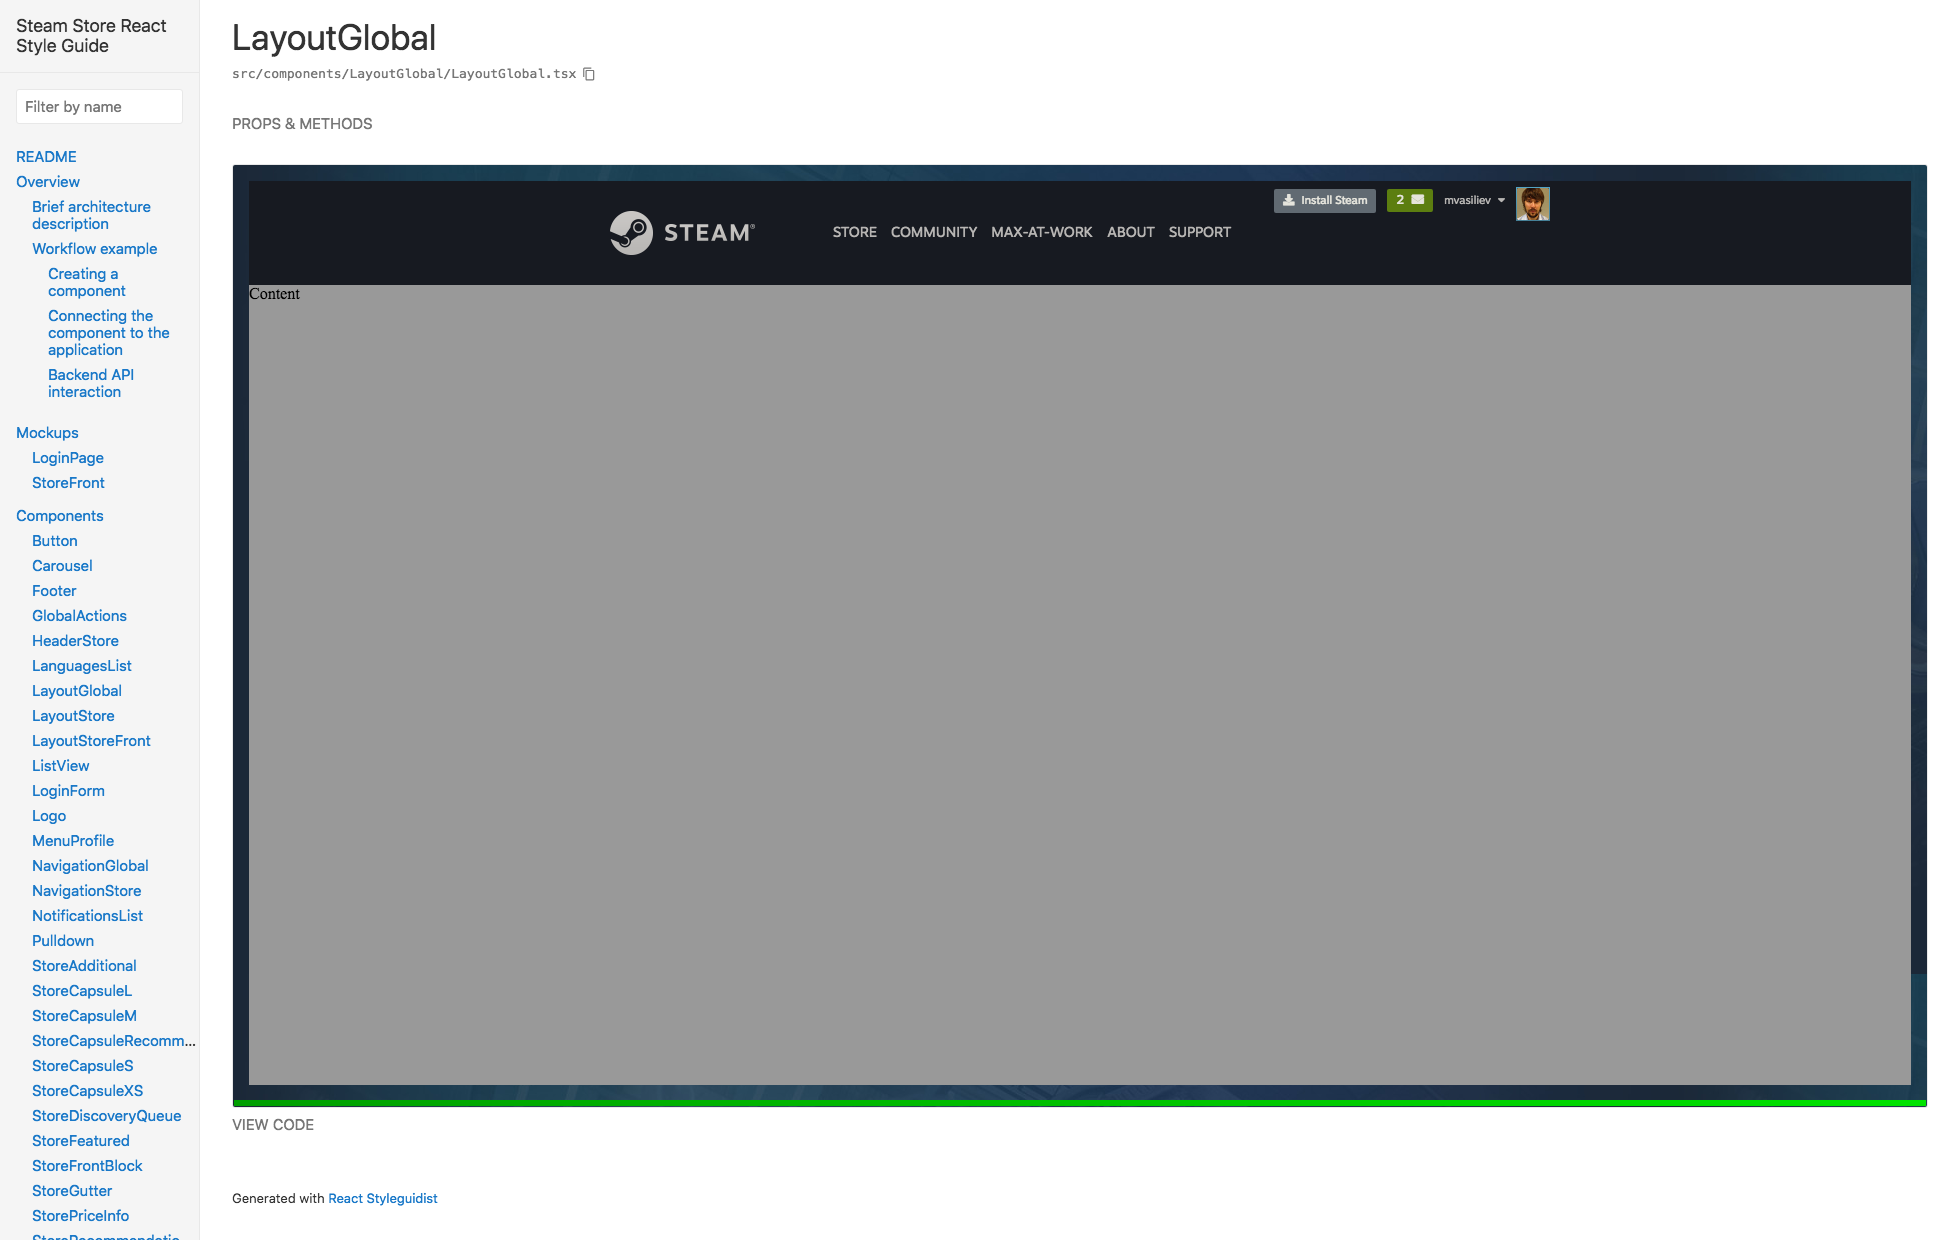 Steam Store React
Style Guide
Filter by name
README
Overview
Brief architecture
description
Workflow example
Creating a
component
Connecting the
component to the
application
Backend API
interaction
Mockups
LoginPage
StoreFront
Components
Button
Carousel
Footer
GlobalActions
HeaderStore
LanguagesList
LayoutGlobal
LayoutStore
LayoutStoreFront
ListView
LoginForm
Logo
MenuProfile
NavigationGlobal
NavigationStore
NotificationsList
Pulldown
StoreAdditional
StoreCapsuleL
StoreCapsuleM
StoreCapsuleRecomm...
StoreCapsuleS
StoreCapsuleXS
StoreDiscoveryQueue
StoreFeatured
StoreFrontBlock
StoreGutter
StorePriceInfo
LayoutGlobal
src/components/LayoutGlobal/LayoutGlobal.tsx
PROPS & METHODS
Install Steam 2 mvasiliev
STEAM® STORE COMMUNITY MAX-AT-WORK ABOUT SUPPORT
Content
VIEW CODE
Generated with React Styleguidist